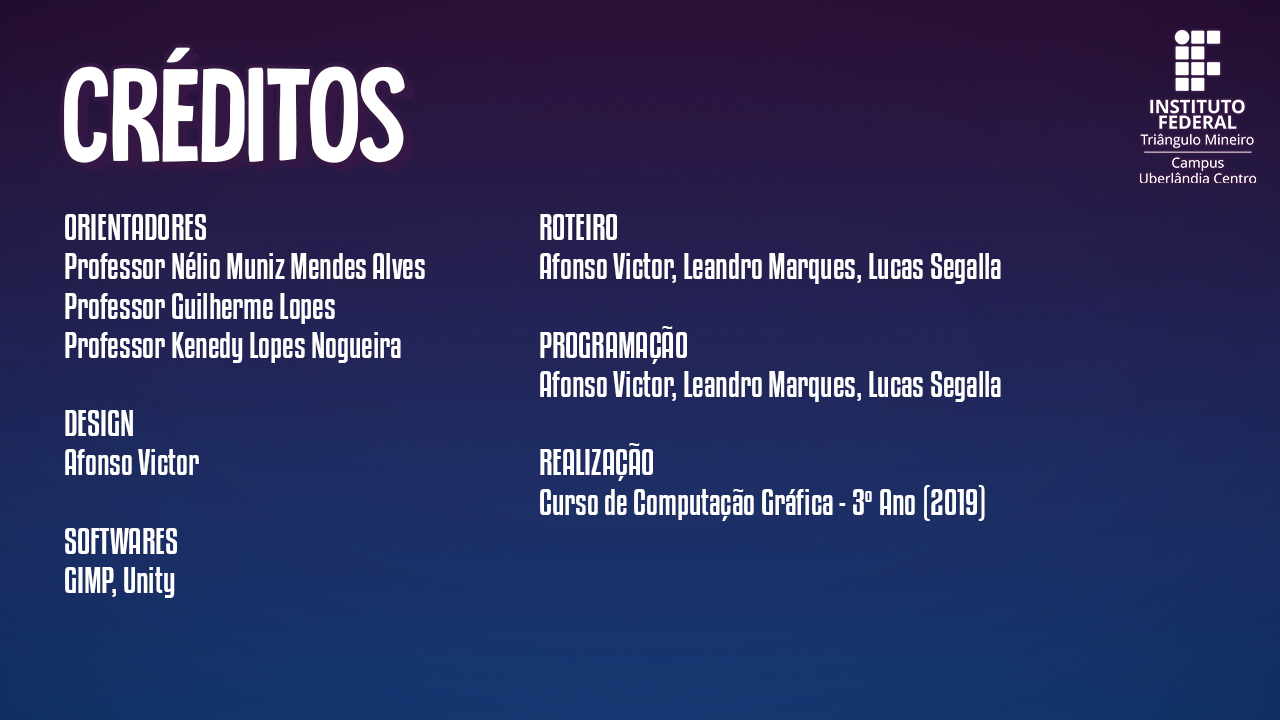 CRÉDITOS
INSTITUTO
FEDERAL
Triângulo Mineiro
Campus
Uberlândia Centro
ORIENTADORES
Professor Nélio Muniz Mendes Alves
Professor Guilherme Lopes
Professor Kenedy Lopes Nogueira
DESIGN
Afonso Victor
SOFTWARES
GIMP, Unity
ROTEIRO
Afonso Victor, Leandro Marques, Lucas Segalla
PROGRAMAÇÃO
Afonso Victor, Leandro Marques, Lucas Segalla
REALIZAÇÃO
Curso de Computação Gráfica - 3º Ano (2019)